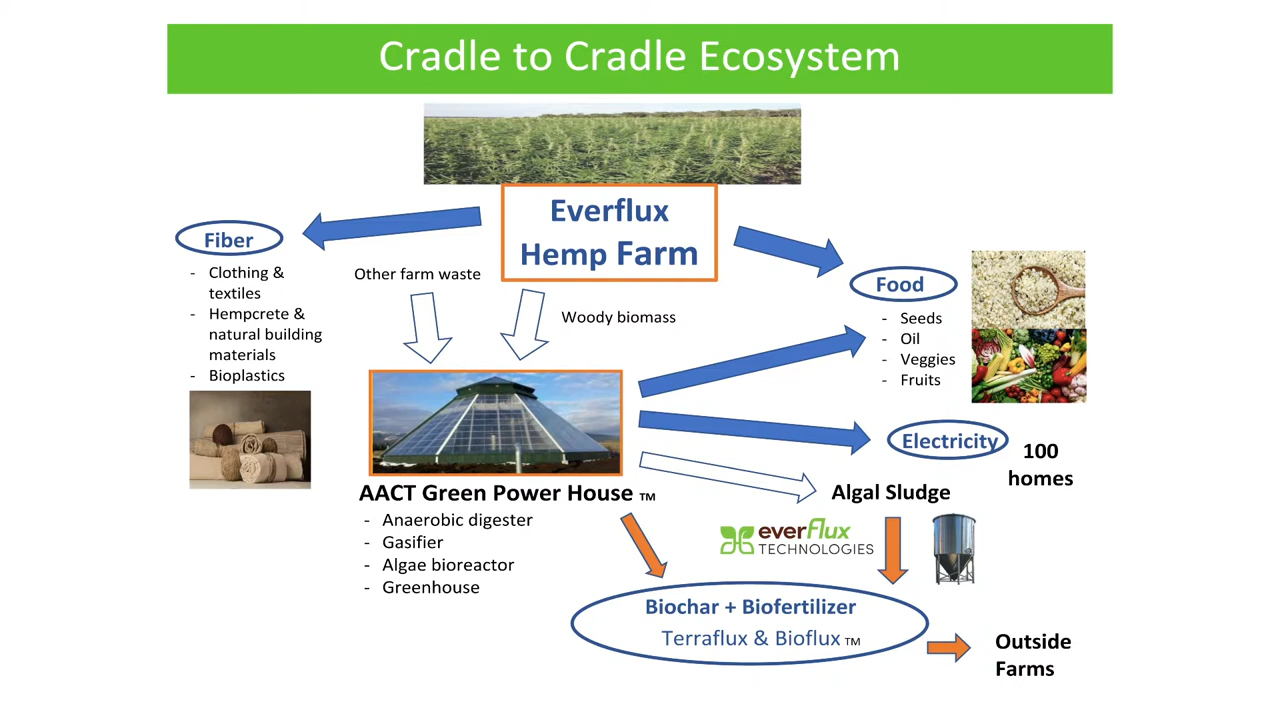 Cradle to Cradle Ecosystem
Everflux
Hemp Farm
Fiber
- Clothing &
textiles
- Hempcrete &
natural building
materials
- Bioplastics
Other farm waste
Woody biomass
Food
- Seeds
- Oil
- Veggies
- Fruits
Electricity
100
homes
AACT Green Power House TM
- Anaerobic digester
- Gasifier
- Algae bioreactor
- Greenhouse
Algal Sludge
everflux
TECHNOLOGIES
Biochar + Biofertilizer
Terraflux & Bioflux TM
Outside
Farms